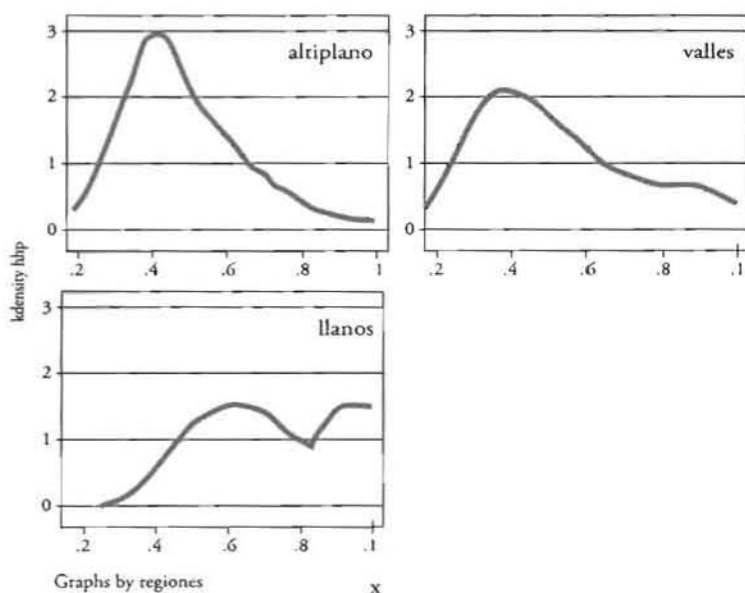 altiplano
3
2
1
0
.2 .4 .6 .8 1
valles
3
2
1
0
.2 .4 .6 .8 .1
kdensity hhp
llanos
3
2
1
0
.2 .4 .6 .8 .1
Graphs by regiones
x